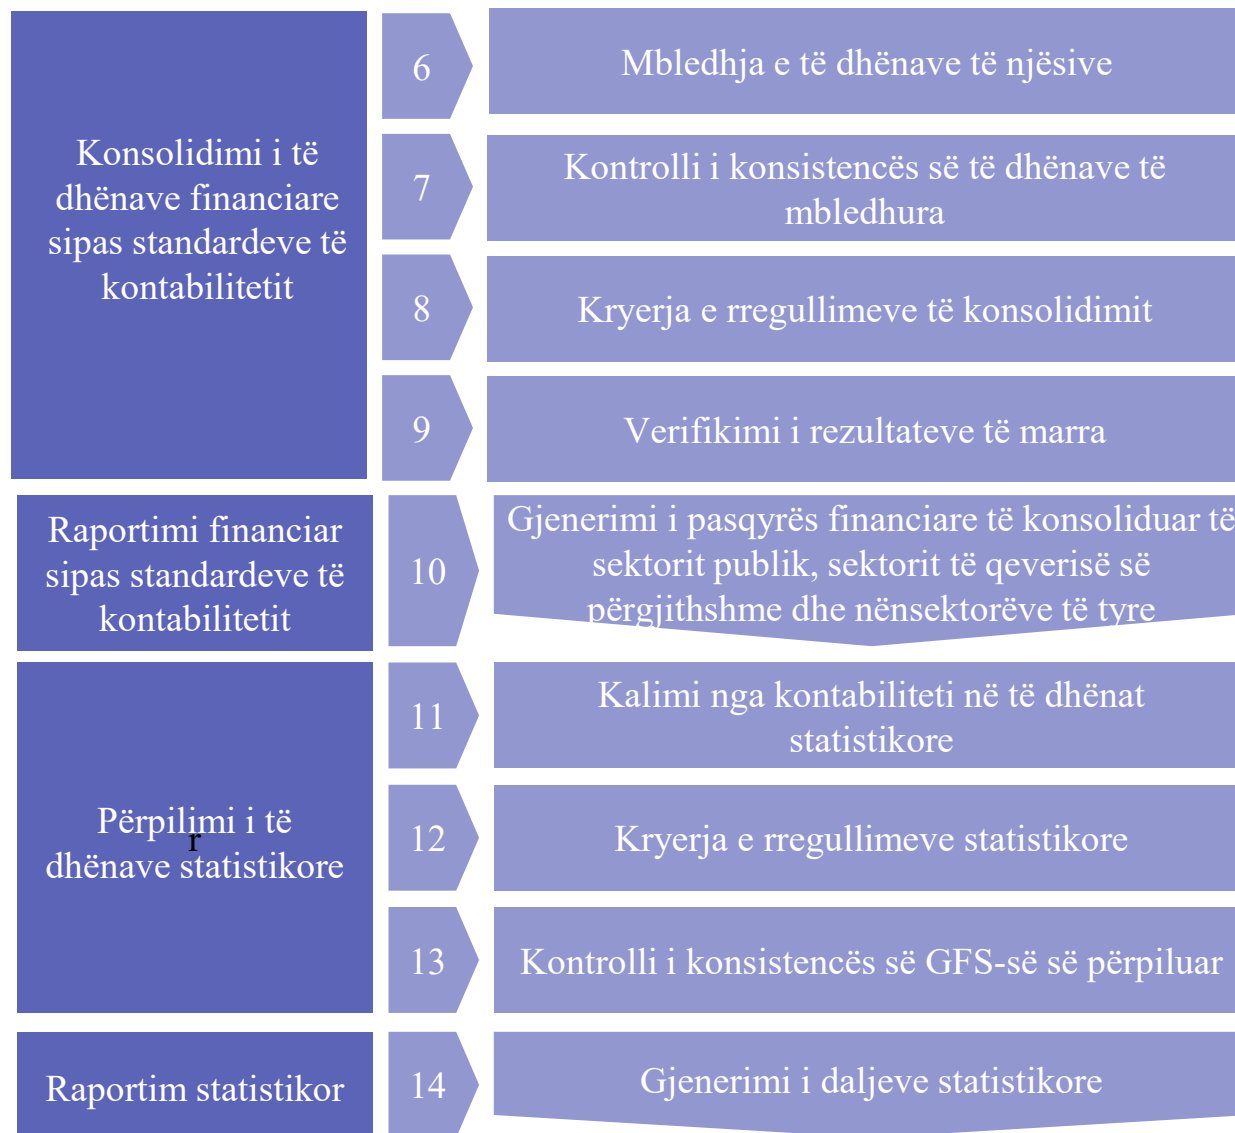 Konsolidimi i të
dhënave financiare
sipas standardeve të
kontabilitetit
6
Mbledhja e të dhënave të njësive
7
Kontrolli i konsistencës së të dhënave të
mbledhura
8
Kryerja e rregullimeve të konsolidimit
9
Verifikimi i rezultateve të marra
Raportimi financiar
sipas standardeve të
kontabilitetit
10
Gjenerimi i pasqyrës financiare të konsoliduar të
sektorit publik, sektorit të qeverisë së
përgjithshme dhe nënsektorëve të tyre
Përpilimi i të
r
dhënave statistikore
11
Kalimi nga kontabiliteti në të dhënat
statistikore
12
Kryerja e rregullimeve statistikore
13
Kontrolli i konsistencës së GFS-së së përpiluar
Raportim statistikor
14
Gjenerimi i daljeve statistikore